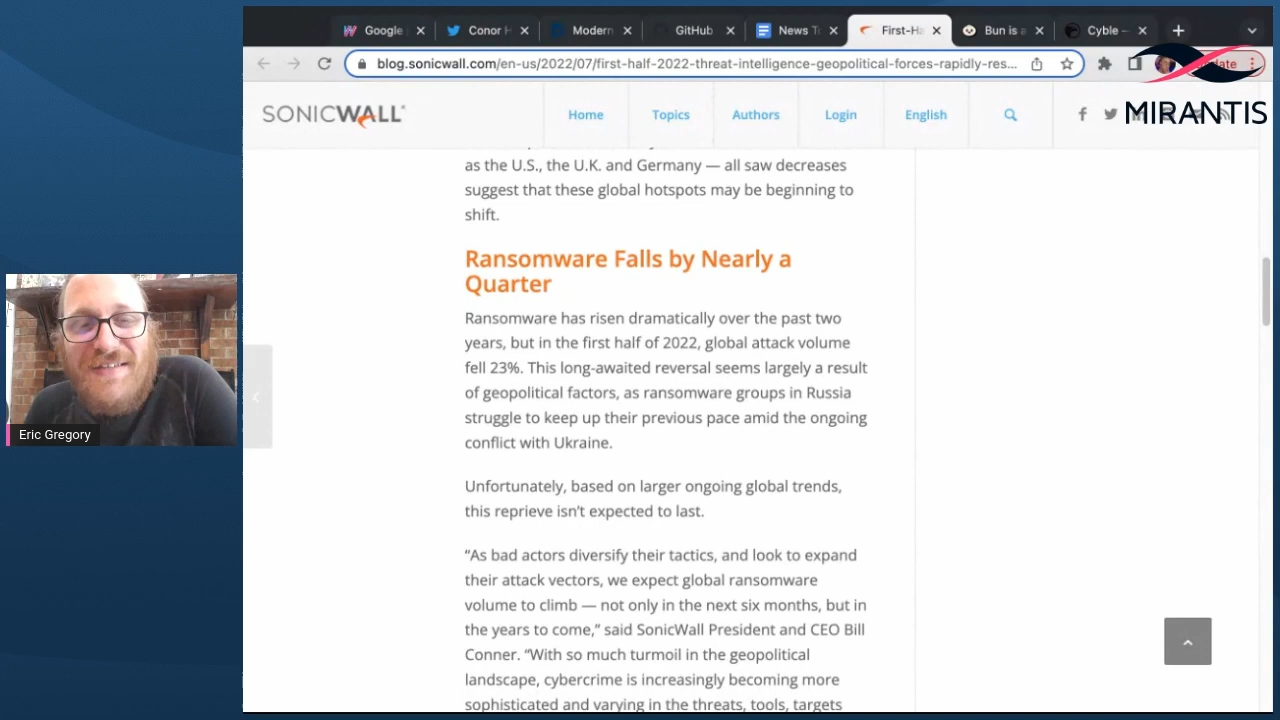 Google
Conor H
Modern
GitHub
News T
First-Ha
Bun is a
Cyble —
blog.sonicwall.com/en-us/2022/07/first-half-2022-threat-intelligence-geopolitical-forces-rapidly-res...
MIRANTIS
SONICWALL
Home
Topics
Authors
Login
English
as the U.S., the U.K. and Germany — all saw decreases
suggest that these global hotspots may be beginning to
shift.
Ransomware Falls by Nearly a
Quarter
Ransomware has risen dramatically over the past two
years, but in the first half of 2022, global attack volume
fell 23%. This long-awaited reversal seems largely a result
of geopolitical factors, as ransomware groups in Russia
struggle to keep up their previous pace amid the ongoing
conflict with Ukraine.
Unfortunately, based on larger ongoing global trends,
this reprieve isn’t expected to last.
“As bad actors diversify their tactics, and look to expand
their attack vectors, we expect global ransomware
volume to climb — not only in the next six months, but in
the years to come,” said SonicWall President and CEO Bill
Conner. “With so much turmoil in the geopolitical
landscape, cybercrime is increasingly becoming more
sophisticated and varying in the threats, tools, targets
Eric Gregory